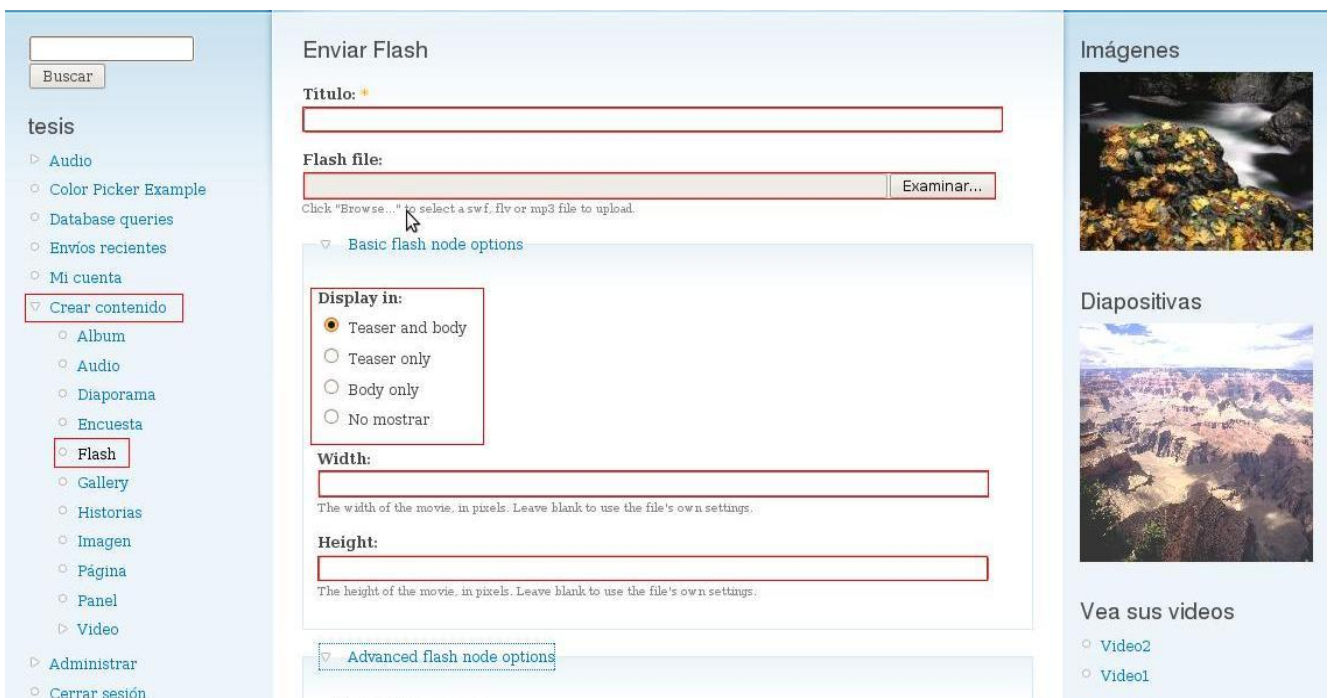 Buscar
tesis
Audio
Color Picker Example
Database queries
Envíos recientes
Mi cuenta
Crear contenido
Album
Audio
Diaporama
Encuesta
Flash
Gallery
Historias
Imagen
Página
Panel
Video
Administrar
Cerrar sesión
Enviar Flash
Título: *
Flash file:
Examinar...
Click "Browse..." to select a swf, flv or mp3 file to upload.
Basic flash node options
Display in:
Teaser and body
Teaser only
Body only
No mostrar
Width:
The width of the movie, in pixels. Leave blank to use the file's own settings.
Height:
The height of the movie, in pixels. Leave blank to use the file's own settings.
Advanced flash node options
Imágenes
Diapositivas
Vea sus videos
Video2
Video1